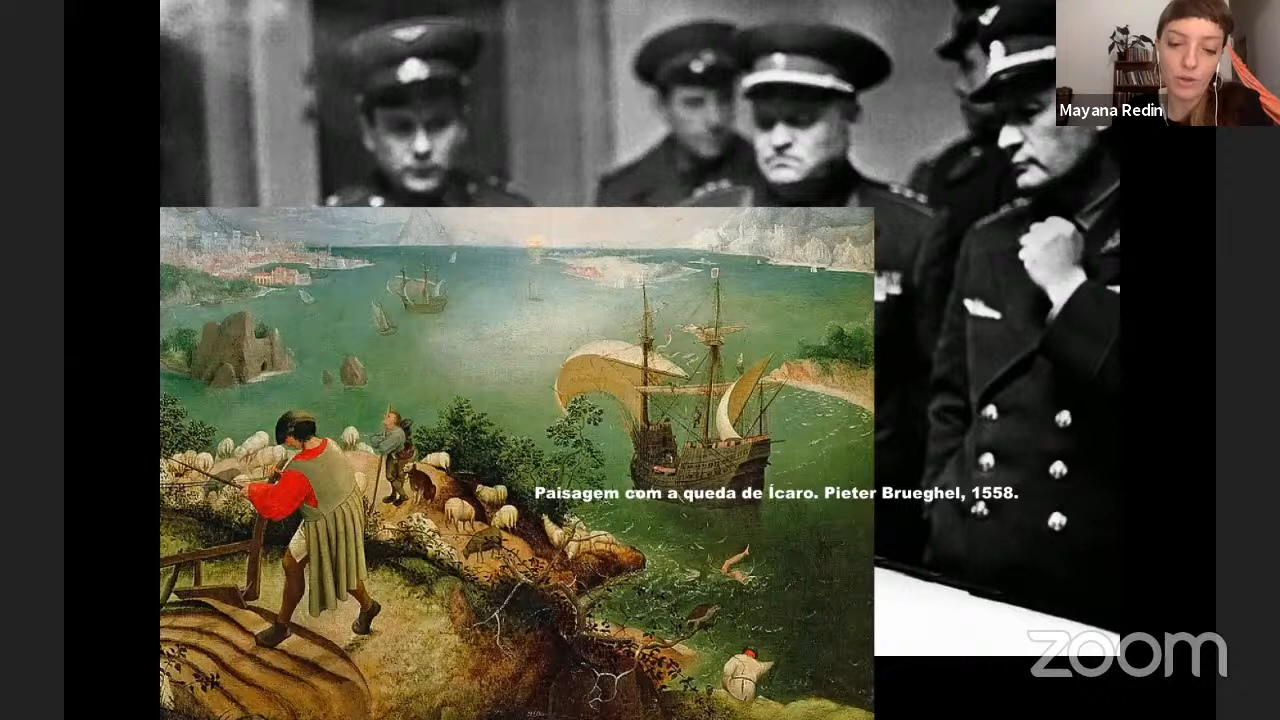 Mayana Redin
Paisagem com a queda de Ícaro. Pieter Brueghel, 1558.
zoom